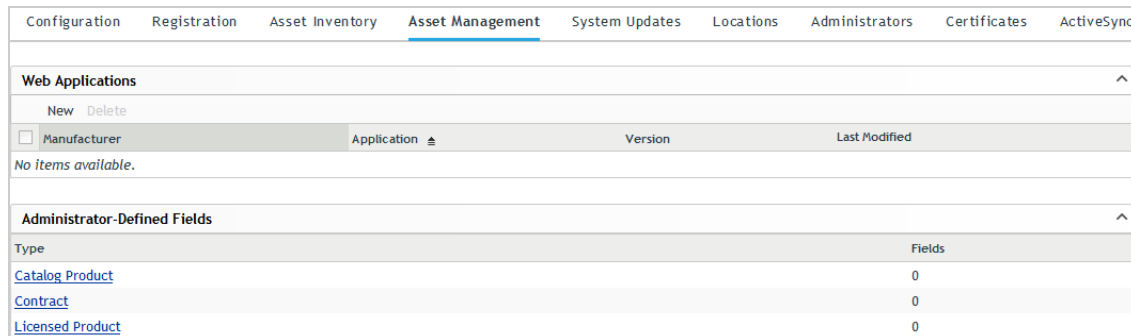 Configuration Registration Asset Inventory Asset Management System Updates Locations Administrators Certificates ActiveSync
Web Applications
New Delete
Manufacturer Application Version Last Modified
No items available.
Administrator-Defined Fields
Type Fields
Catalog Product 0
Contract 0
Licensed Product 0